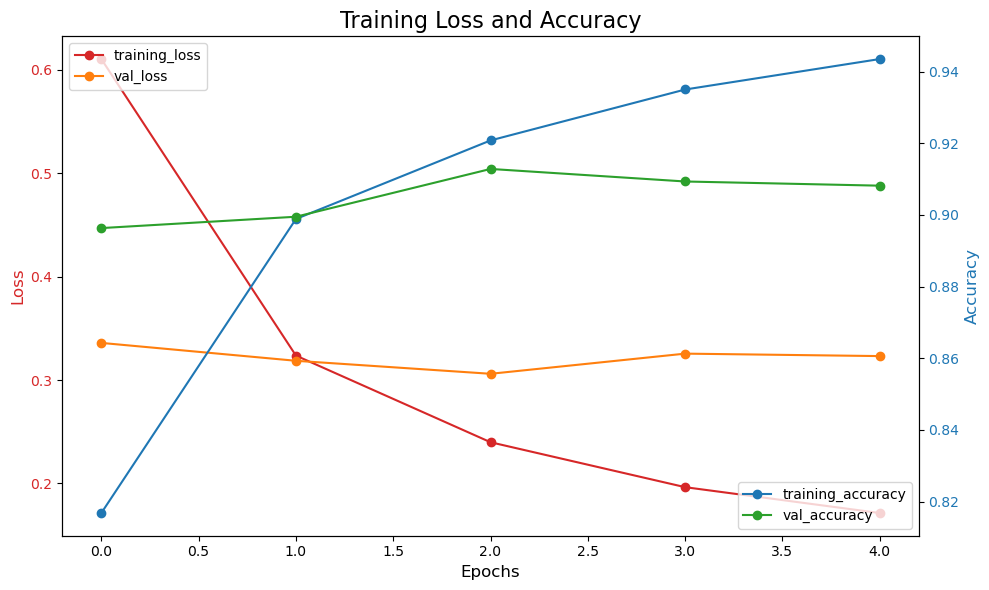 Training Loss and Accuracy
training_loss
val_loss
0.6
0.5
0.4
0.3
0.2
Loss
0.94
0.92
0.90
0.88
0.86
0.84
0.82
Accuracy
training_accuracy
val_accuracy
0.0 0.5 1.0 1.5 2.0 2.5 3.0 3.5 4.0
Epochs